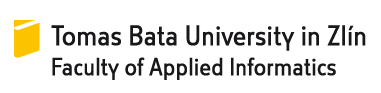 Tomas Bata University in Zlín
Faculty of Applied Informatics